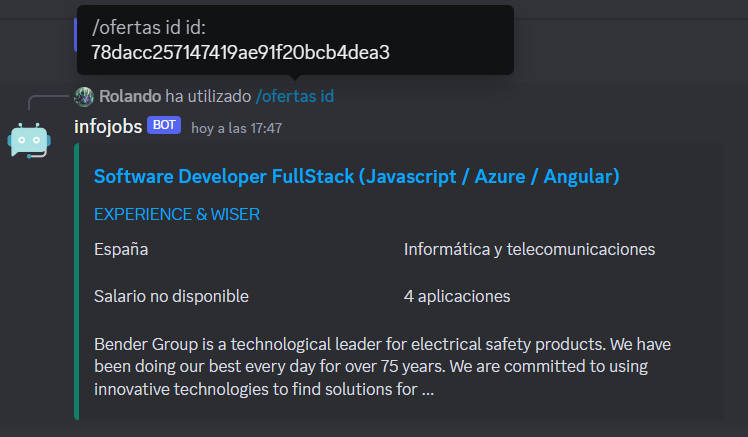 /ofertas id id:
78dacc257147419ae91f20bcb4dea3
Rolando ha utilizado /ofertas id
infojobs BOT hoy a las 17:47
Software Developer FullStack (Javascript / Azure / Angular)
EXPERIENCE & WISER
España Informática y telecomunicaciones
Salario no disponible 4 aplicaciones
Bender Group is a technological leader for electrical safety products. We have
been doing our best every day for over 75 years. We are committed to using
innovative technologies to find solutions for ...